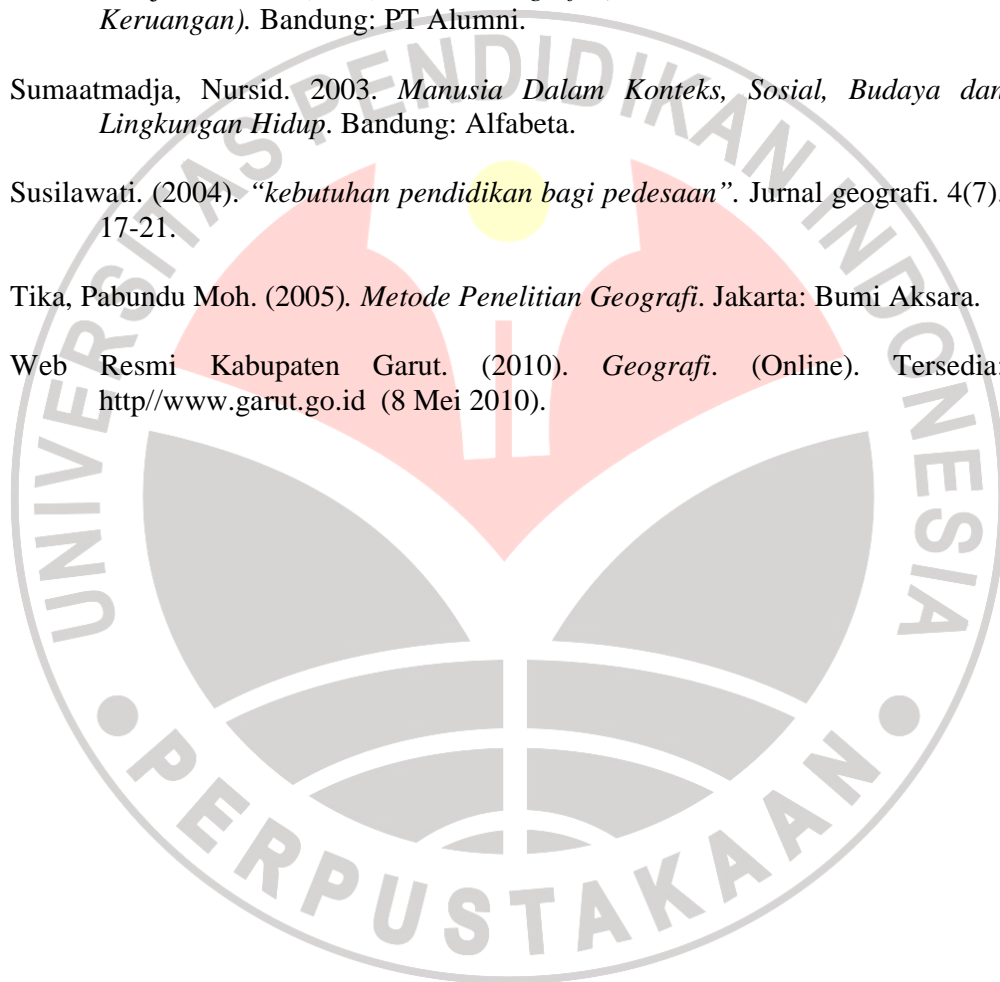 Keruangan). Bandung: PT Alumni.
Sumaatmadja, Nursid. 2003. Manusia Dalam Konteks, Sosial, Budaya dan
Lingkungan Hidup. Bandung: Alfabeta.
Susilawati. (2004). “kebutuhan pendidikan bagi pedesaan”. Jurnal geografi. 4(7).
17-21.
Tika, Pabundu Moh. (2005). Metode Penelitian Geografi. Jakarta: Bumi Aksara.
Web Resmi Kabupaten Garut. (2010). Geografi. (Online). Tersedia:
http//www.garut.go.id (8 Mei 2010).
UNIVERSITAS PENDIDIKAN INDONESIA
PERPUSTAKAAN